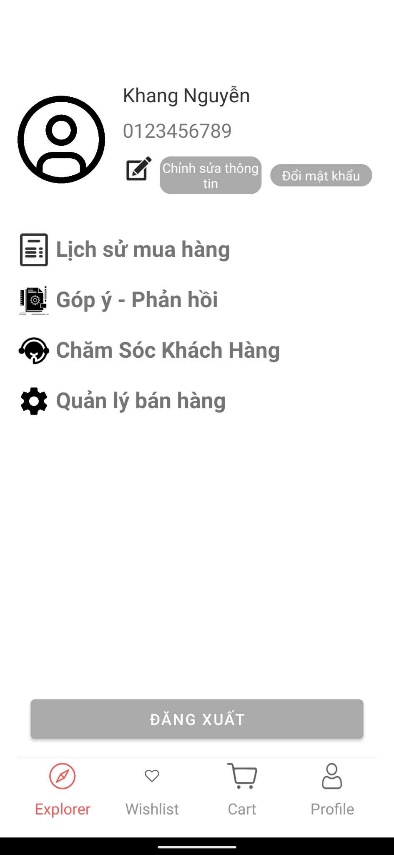 Khang Nguyễn
0123456789
Chỉnh sửa thông
tin
Đổi mật khẩu
Lịch sử mua hàng
Góp ý - Phản hồi
Chăm Sóc Khách Hàng
Quản lý bán hàng
ĐĂNG XUẤT
Explorer
Wishlist
Cart
Profile